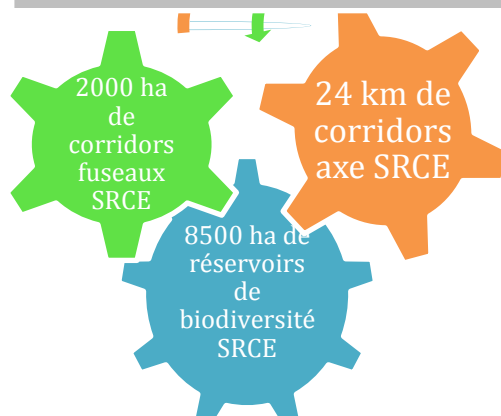 2000 ha
de
corridors
fuseaux
SRCE
24 km de
corridors
axe SRCE
8500 ha de
réservoirs
de
biodiversité
SRCE